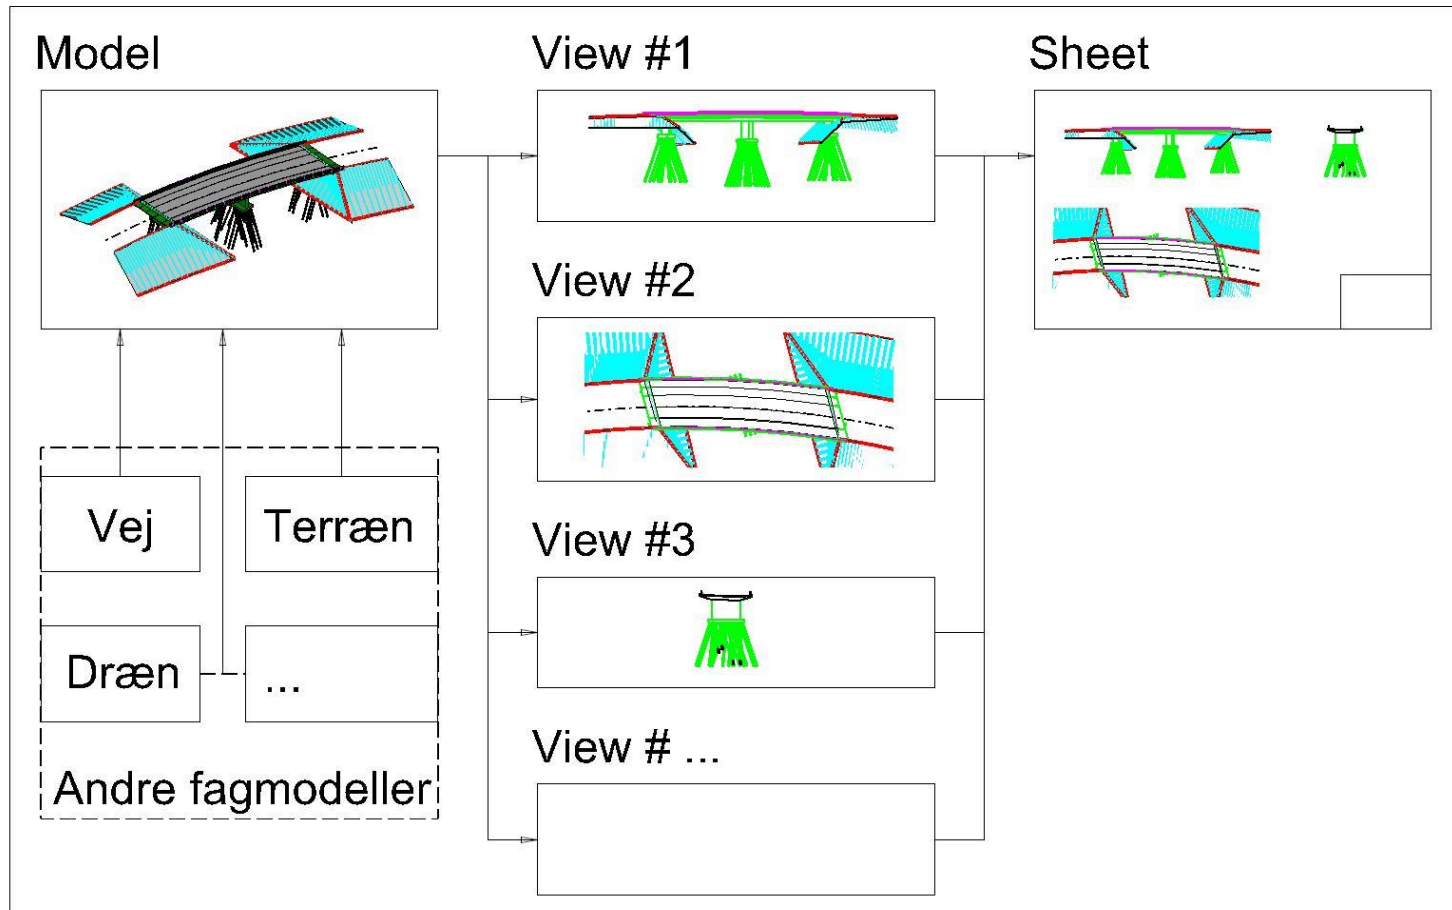 Model
View #1
Sheet
View #2
Vej
Terræn
View #3
Dræn
...
View # ...
Andre fagmodeller